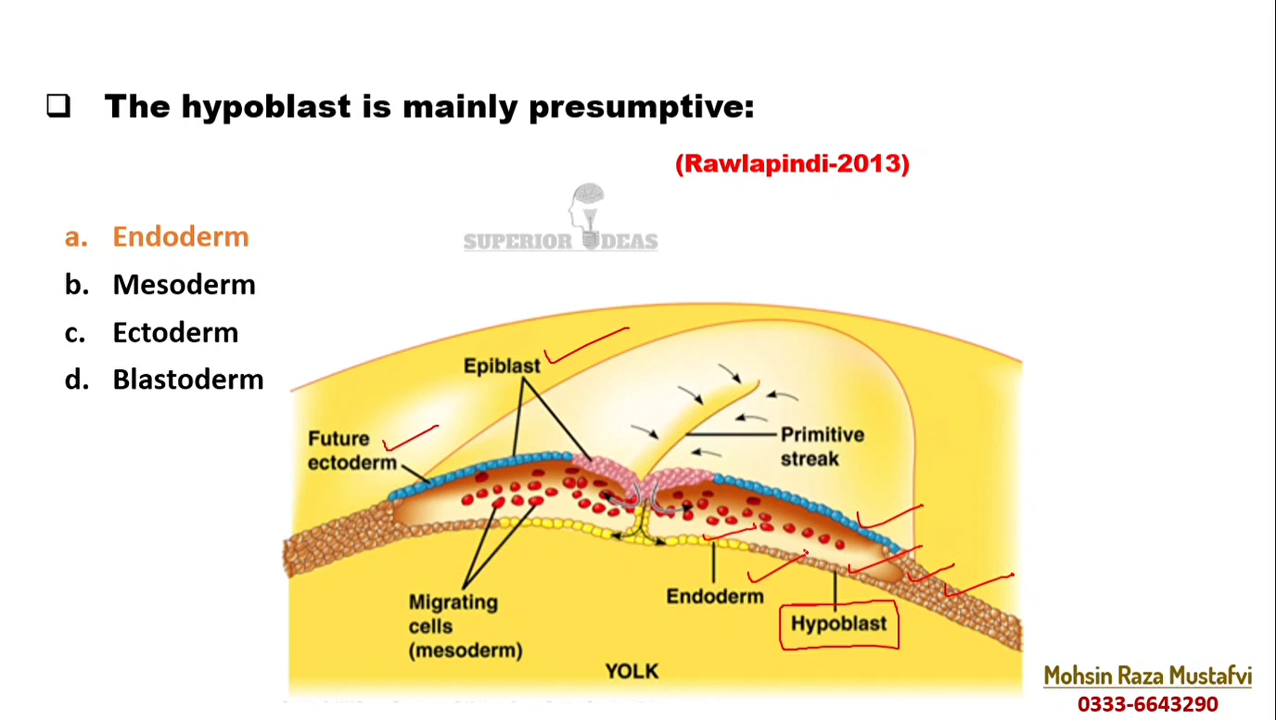 The hypoblast is mainly presumptive:
(Rawlapindi-2013)
SUPERIOR IDEAS
a. Endoderm
b. Mesoderm
c. Ectoderm
d. Blastoderm
Epiblast
Future
ectoderm
Primitive
streak
Migrating
cells
(mesoderm)
Endoderm
Hypoblast
YOLK
Mohsin Raza Mustafvi
0333-6643290